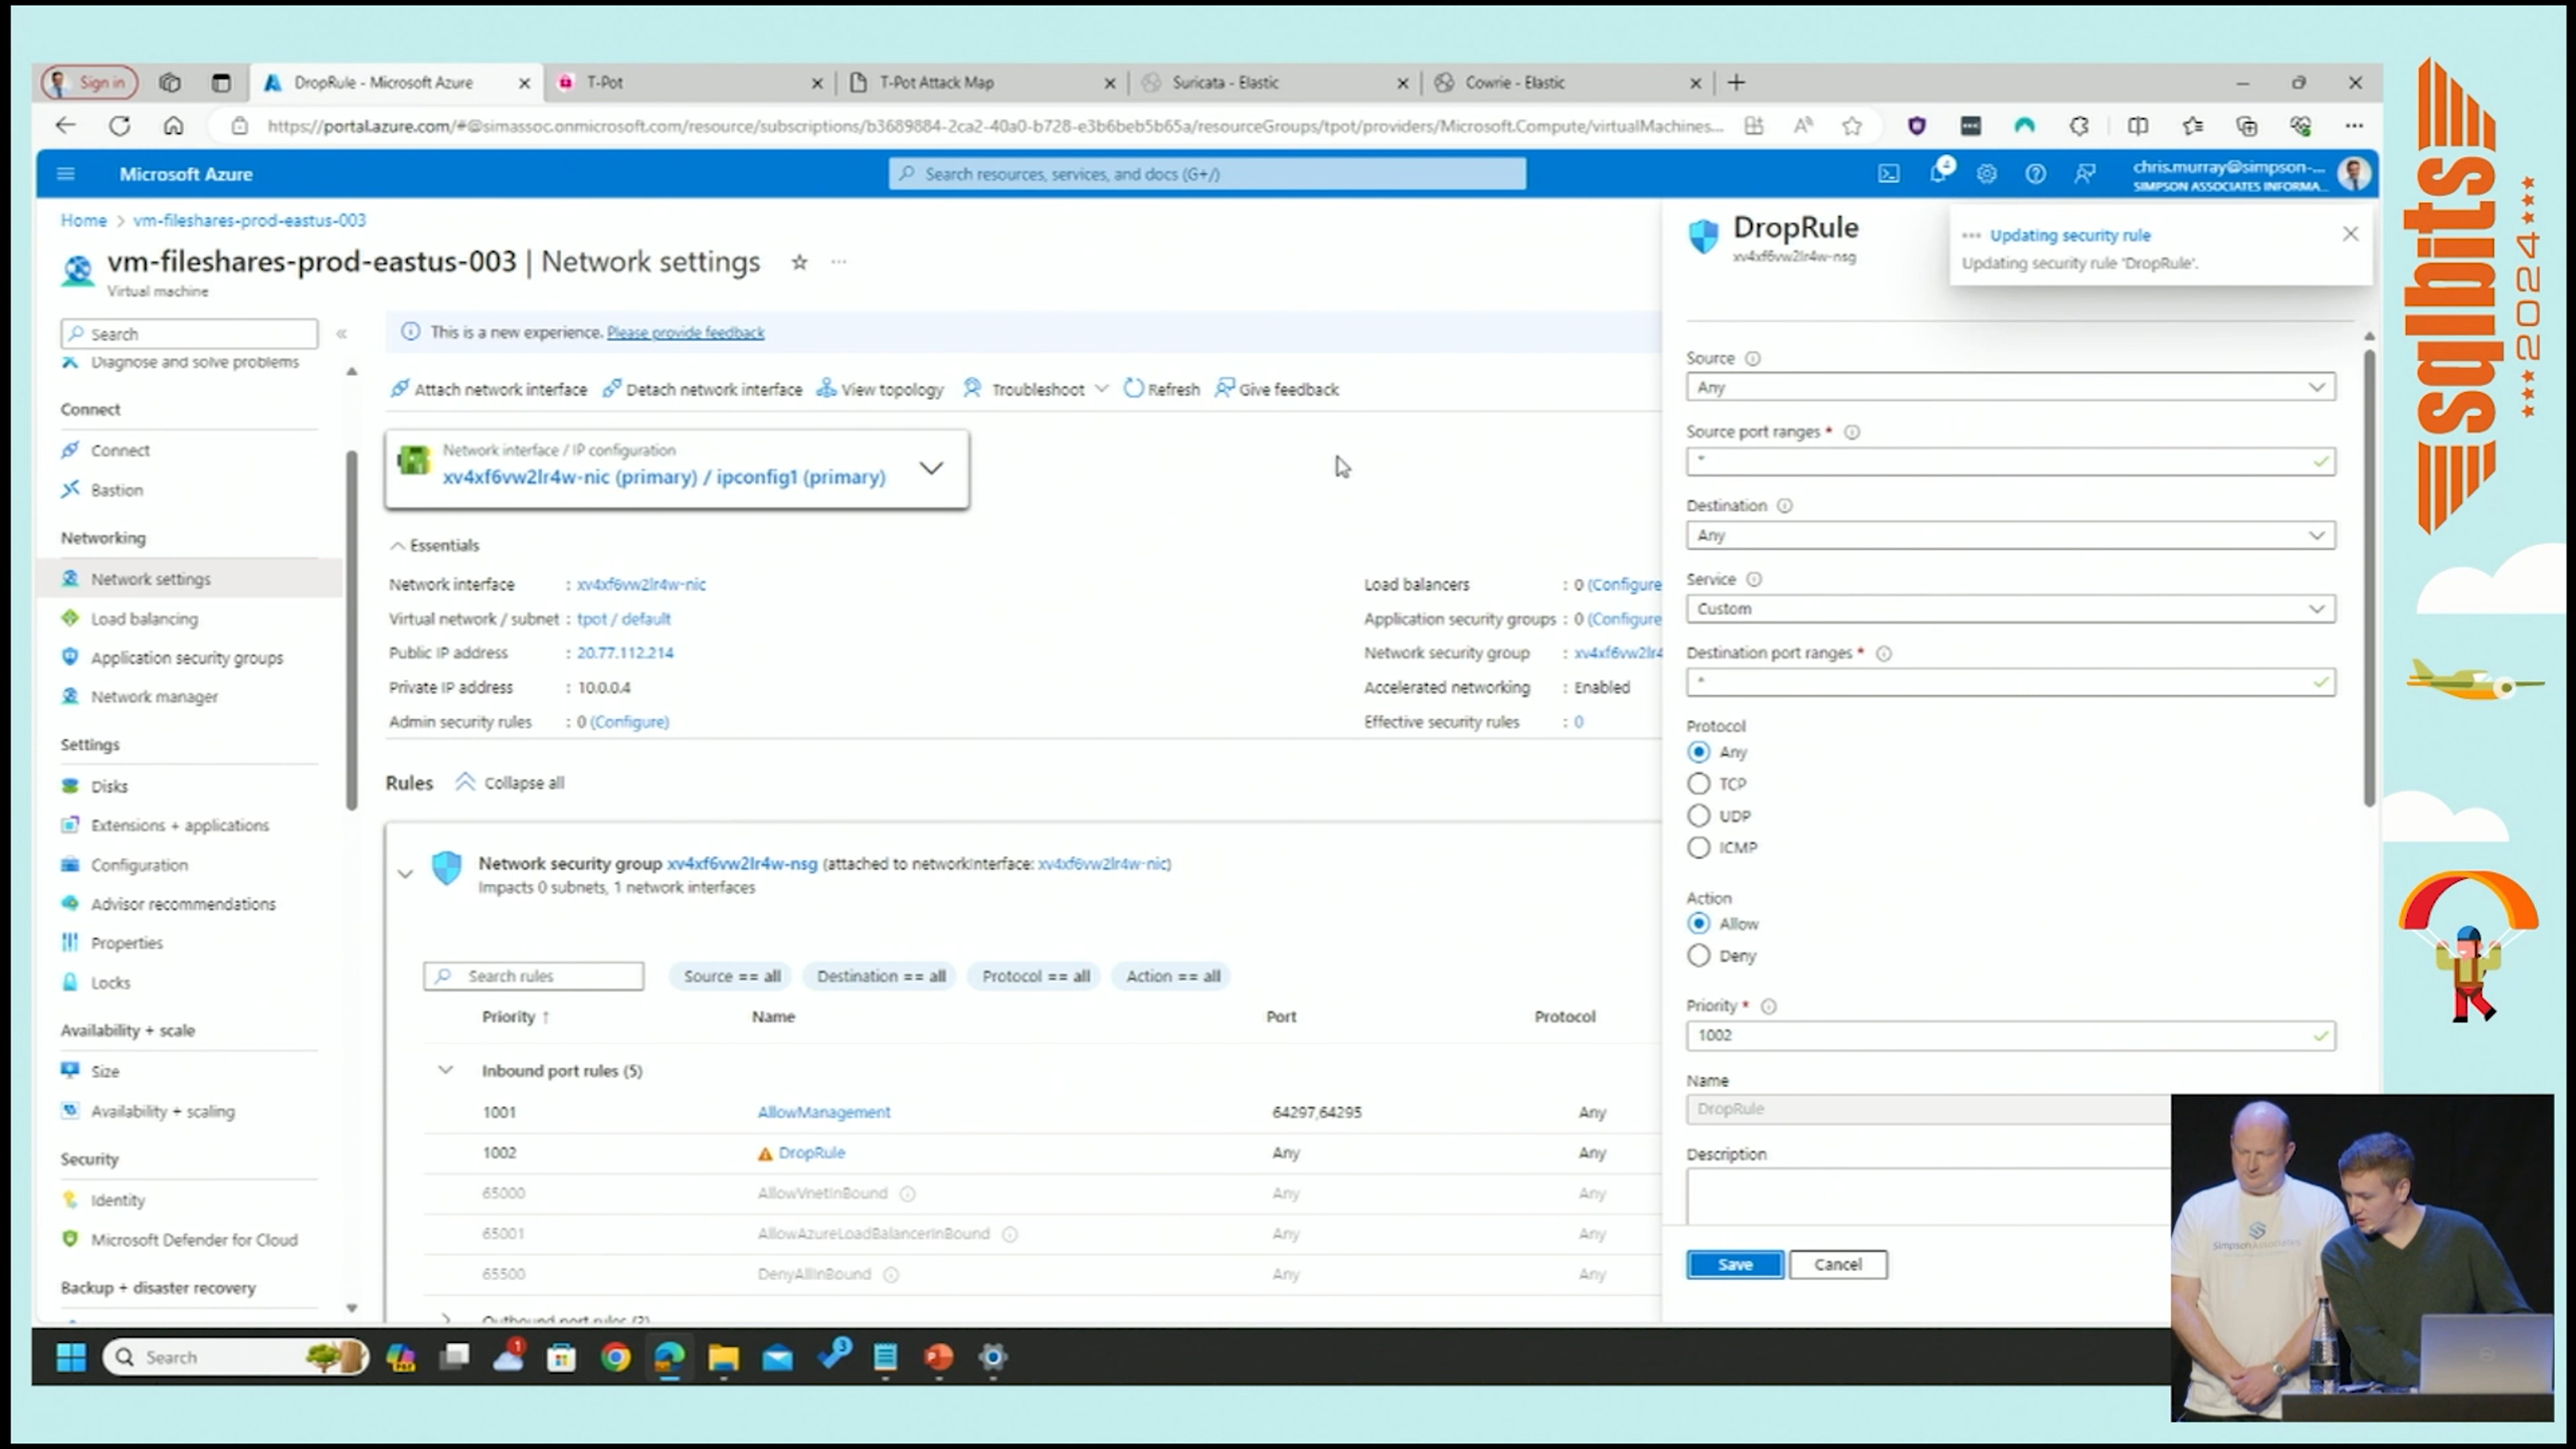 Sign in
DropRule - Microsoft Azure
T-Pot
T-Pot Attack Map
Suricata - Elastic
Cowrie - Elastic
https://portal.azure.com/#@simassoc.onmicrosoft.com/resource/subscriptions/b3689884-2ca2-40a0-b728-e3b6beb5b65a/resourceGroups/tpot/providers/Microsoft.Compute/virtualMachines...
Microsoft Azure
Search resources, services, and docs (G+/)
4
chris.murray@simpson-...
SIMPSON ASSOCIATES INFORMA...
Home > vm-fileshares-prod-eastus-003
vm-fileshares-prod-eastus-003 | Network settings
Virtual machine
Search
Diagnose and solve problems
Connect
Connect
Bastion
Networking
Network settings
Load balancing
Application security groups
Network manager
Settings
Disks
Extensions + applications
Configuration
Advisor recommendations
Properties
Locks
Availability + scale
Size
Availability + scaling
Security
Identity
Microsoft Defender for Cloud
Backup + disaster recovery
This is a new experience. Please provide feedback
Attach network interface
Detach network interface
View topology
Troubleshoot
Refresh
Give feedback
Network interface / IP configuration
xv4xf6vw2lr4w-nic (primary) / ipconfig1 (primary)
Essentials
Network interface : xv4xf6vw2lr4w-nic
Virtual network / subnet : tpot / default
Public IP address : 20.77.112.214
Private IP address : 10.0.0.4
Admin security rules : 0 (Configure)
Load balancers : 0 (Configure
Application security groups : 0 (Configure
Network security group : xv4xf6vw2lr4
Accelerated networking : Enabled
Effective security rules : 0
Rules
Collapse all
Network security group xv4xf6vw2lr4w-nsg (attached to networkInterface: xv4xf6vw2lr4w-nic)
Impacts 0 subnets, 1 network interfaces
Search rules
Source == all
Destination == all
Protocol == all
Action == all
Priority ↑ Name Port Protocol
Inbound port rules (5)
1001 AllowManagement 64297,64295 Any
1002 DropRule Any Any
65000 AllowVnetInBound Any Any
65001 AllowAzureLoadBalancerInBound Any Any
65500 DenyAllInBound Any Any
Outbound port rules (3)
DropRule
xv4xf6vw2lr4w-nsg
Updating security rule
Updating security rule 'DropRule'.
Source
Any
Source port ranges *
*
Destination
Any
Service
Custom
Destination port ranges *
*
Protocol
Any
TCP
UDP
ICMP
Action
Allow
Deny
Priority *
1002
Name
DropRule
Description
Save
Cancel
Search
1
3
sqlbits
2024
Simpson Associates